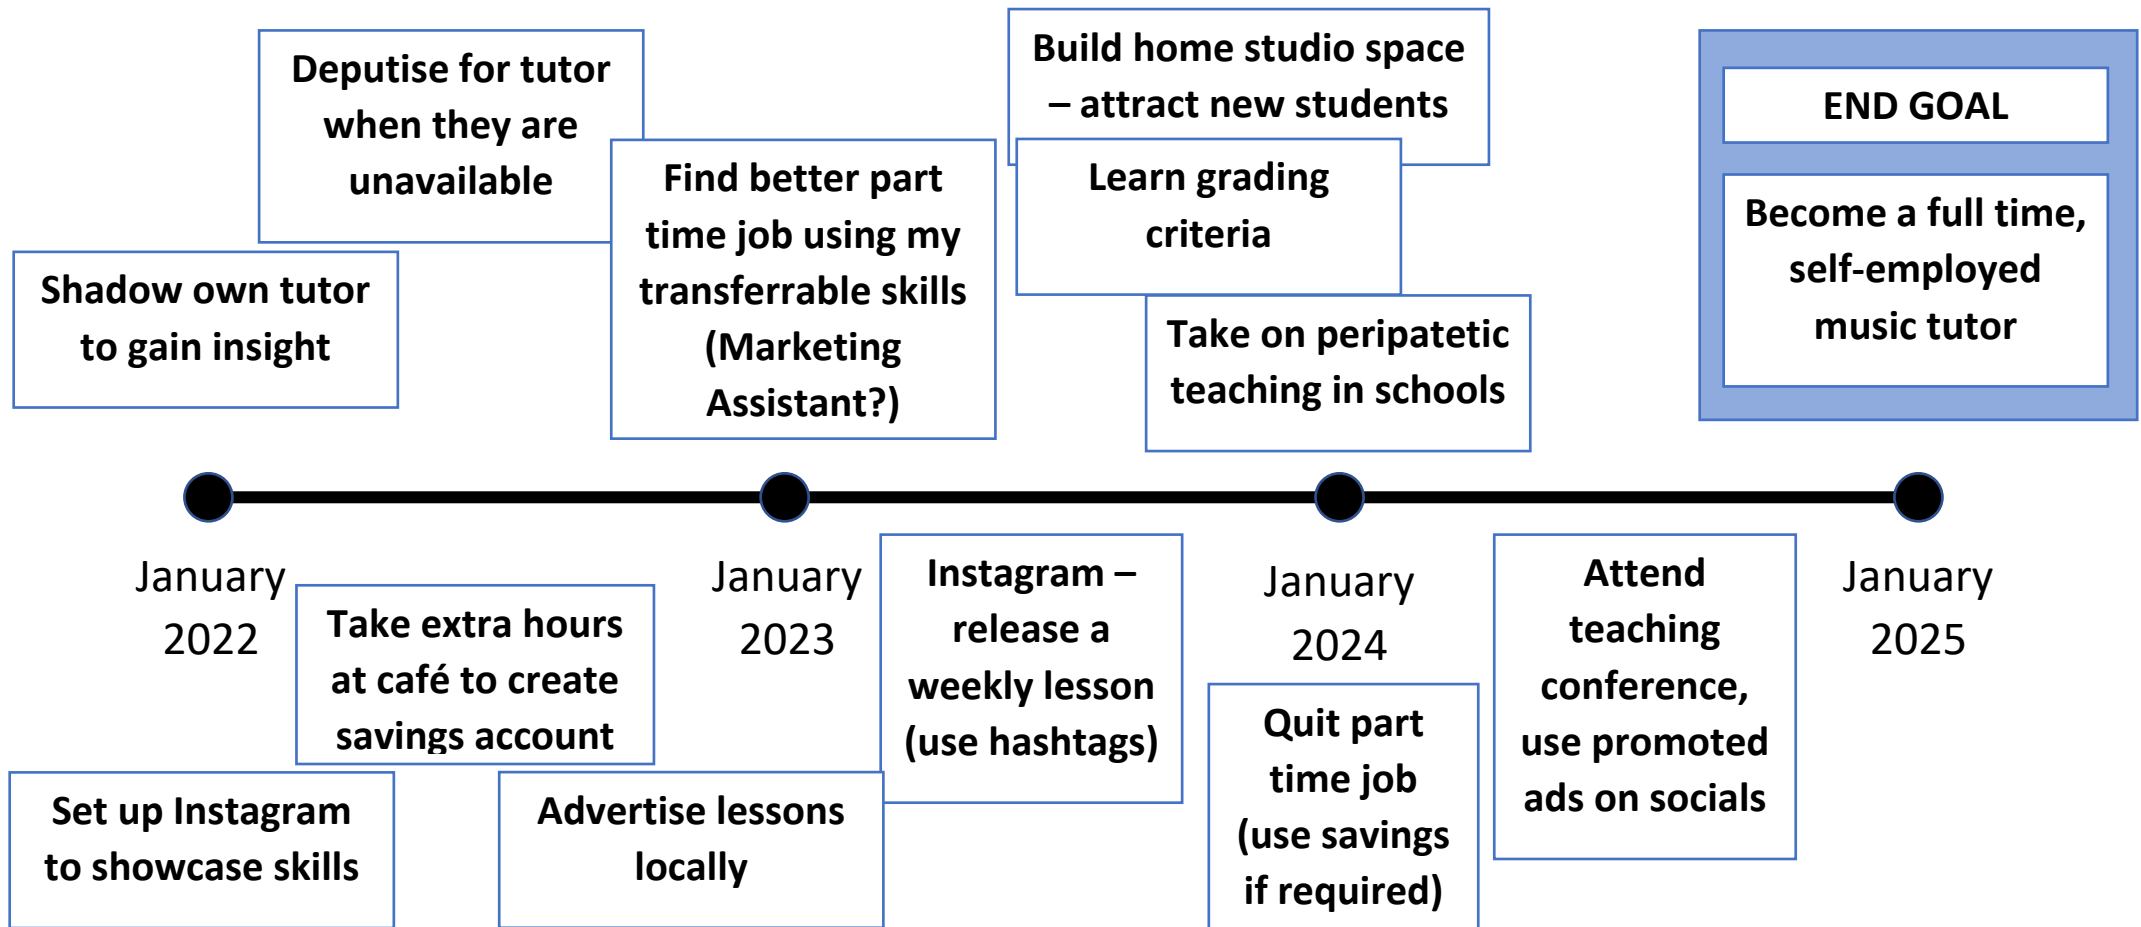 Deputise for tutor
when they are
unavailable
Build home studio space
– attract new students
END GOAL
Become a full time,
self-employed
music tutor
Find better part
time job using my
transferrable skills
(Marketing
Assistant?)
Learn grading
criteria
Shadow own tutor
to gain insight
Take on peripatetic
teaching in schools
January
2022
January
2023
January
2024
January
2025
Take extra hours
at café to create
savings account
Instagram –
release a
weekly lesson
(use hashtags)
Attend
teaching
conference,
use promoted
ads on socials
Quit part
time job
(use savings
if required)
Set up Instagram
to showcase skills
Advertise lessons
locally